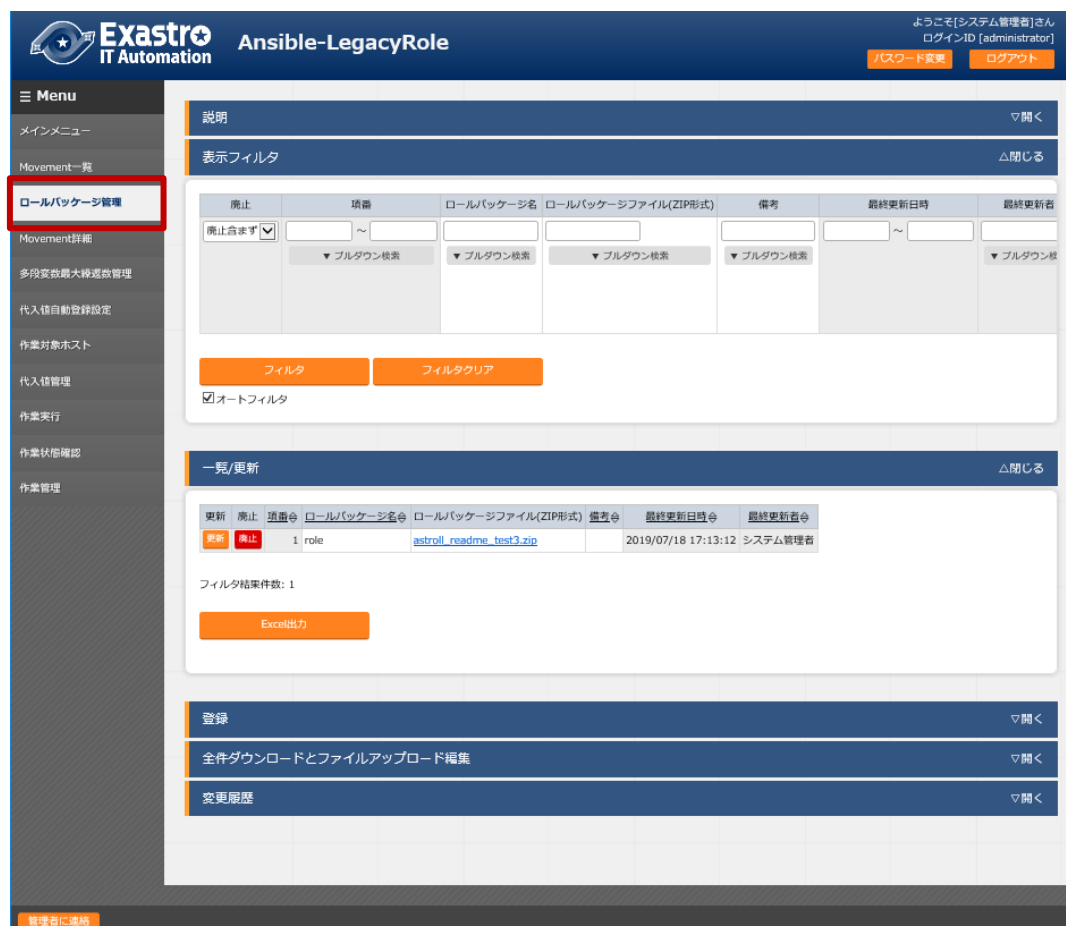 Exastro
IT Automation
Ansible-LegacyRole
ようこそ[システム管理者]さん
ログインID [administrator]
パスワード変更 ログアウト
☰ Menu
メインメニュー
Movement一覧
ロールパッケージ管理
Movement詳細
多段変数最大繰返数管理
代入値自動登録設定
作業対象ホスト
代入値管理
作業実行
作業状態確認
作業管理
説明 ▽開く
表示フィルタ △閉じる
廃止 項番 ロールパッケージ名 ロールパッケージファイル(ZIP形式) 備考 最終更新日時 最終更新者
廃止含まず ~ ~
▼ プルダウン検索 ▼ プルダウン検索 ▼ プルダウン検索 ▼ プルダウン検索 ▼ プルダウン検
フィルタ フィルタクリア
オートフィルタ
一覧/更新 △閉じる
更新 廃止 項番 ロールパッケージ名 ロールパッケージファイル(ZIP形式) 備考 最終更新日時 最終更新者
更新 廃止 1 role astroll_readme_test3.zip 2019/07/18 17:13:12 システム管理者
フィルタ結果件数: 1
Excel出力
登録 ▽開く
全件ダウンロードとファイルアップロード編集 ▽開く
変更履歴 ▽開く
管理者に連絡